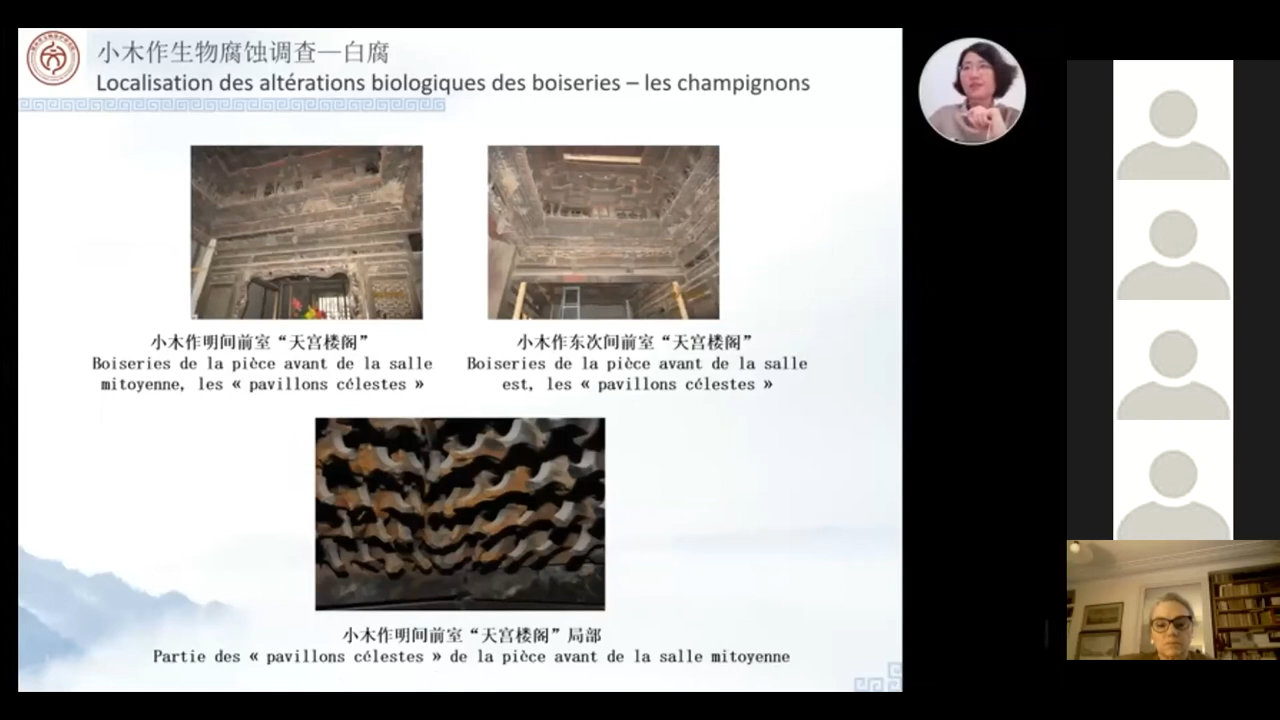 小木作生物腐蚀调查—白腐
Localisation des altérations biologiques des boiseries – les champignons
小木作明间前室“天宫楼阁”
Boiseries de la pièce avant de la salle
mitoyenne, les « pavillons célestes »
小木作东次间前室“天宫楼阁”
Boiseries de la pièce avant de la salle
est, les « pavillons célestes »
小木作明间前室“天宫楼阁”局部
Partie des « pavillons célestes » de la pièce avant de la salle mitoyenne